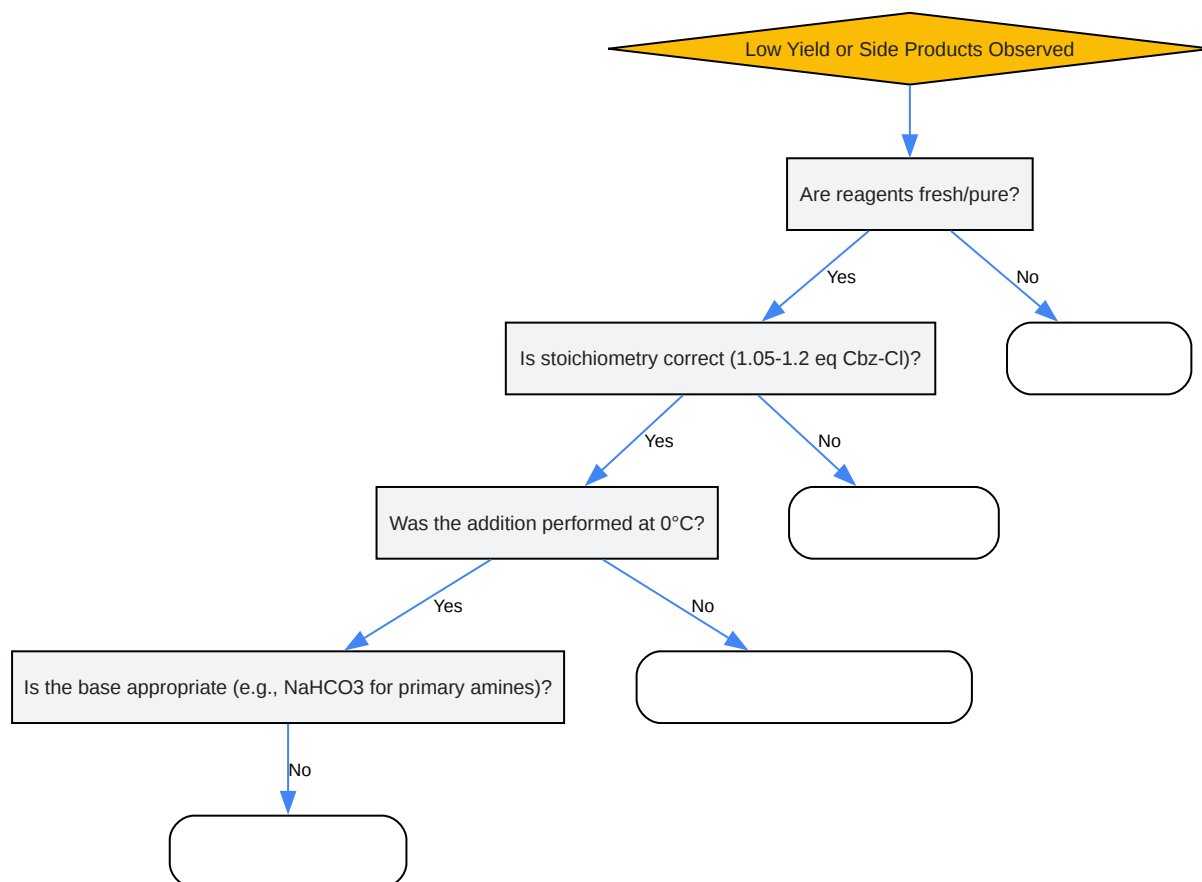 Low Yield or Side Products Observed
Are reagents fresh/pure?
Yes
No
Is stoichiometry correct (1.05-1.2 eq Cbz-Cl)?
Yes
No
Was the addition performed at 0°C?
Yes
No
Is the base appropriate (e.g., NaHCO3 for primary amines)?
No